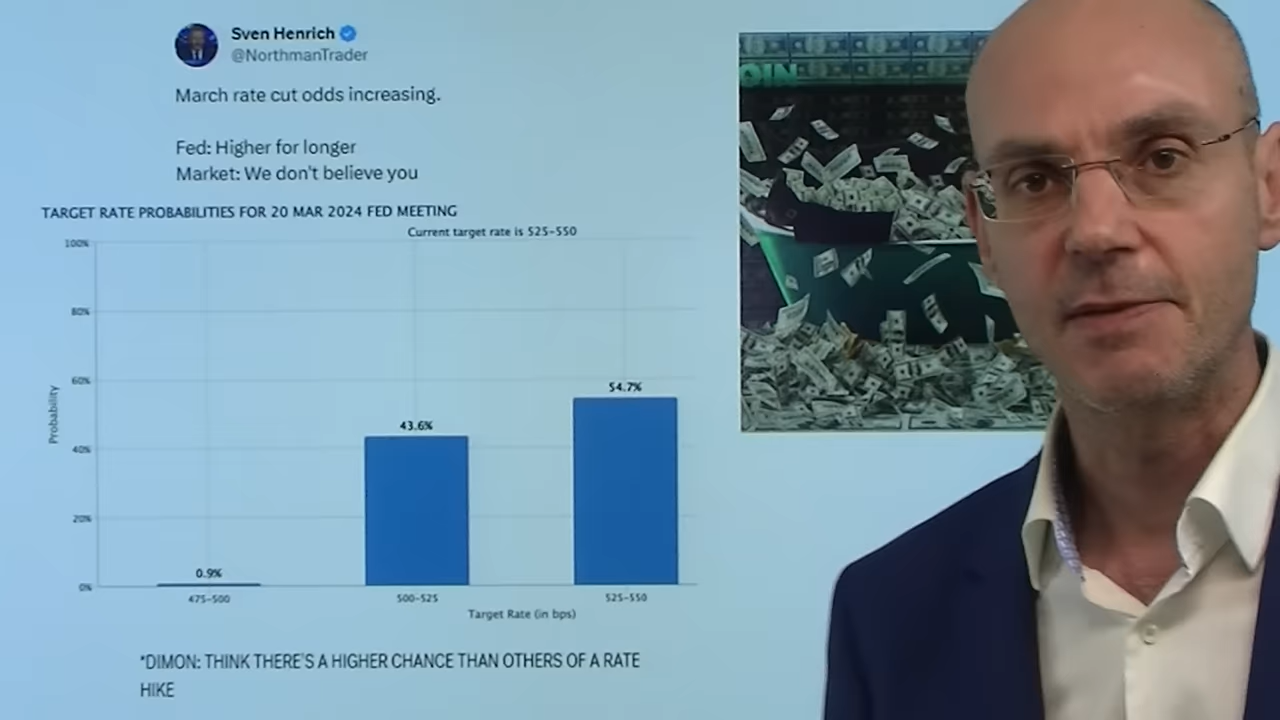 Sven Henrich
@NorthmanTrader
March rate cut odds increasing.
Fed: Higher for longer
Market: We don't believe you
TARGET RATE PROBABILITIES FOR 20 MAR 2024 FED MEETING
Current target rate is 525-550
100%
80%
60%
40%
20%
0%
Probability
0.9%
43.6%
54.7%
475-500
500-525
525-550
Target Rate (in bps)
*DIMON: THINK THERE'S A HIGHER CHANCE THAN OTHERS OF A RATE
HIKE
OIN